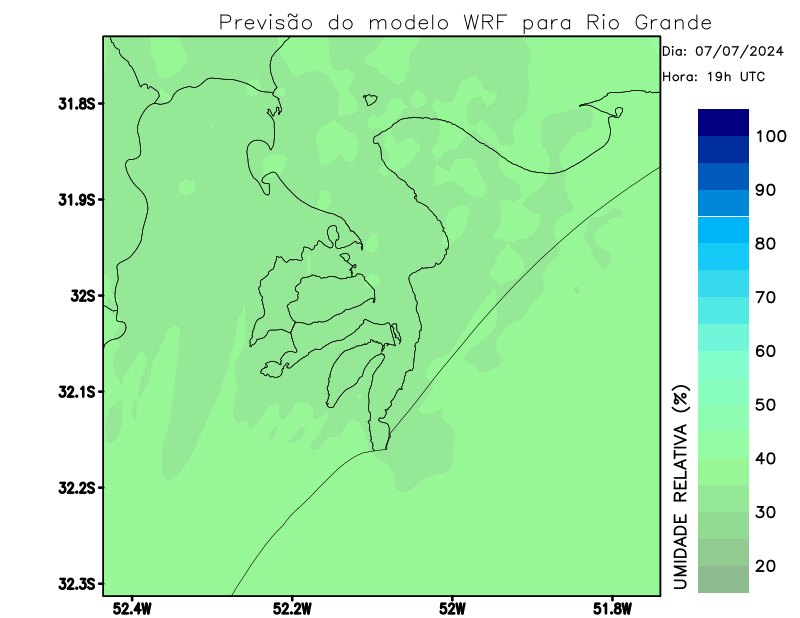 Previsão do modelo WRF para Rio Grande
Dia: 07/07/2024
Hora: 19h UTC
31.8S
31.9S
32S
32.1S
32.2S
32.3S
52.4W
52.2W
52W
51.8W
UMIDADE RELATIVA (%)
100
90
80
70
60
50
40
30
20